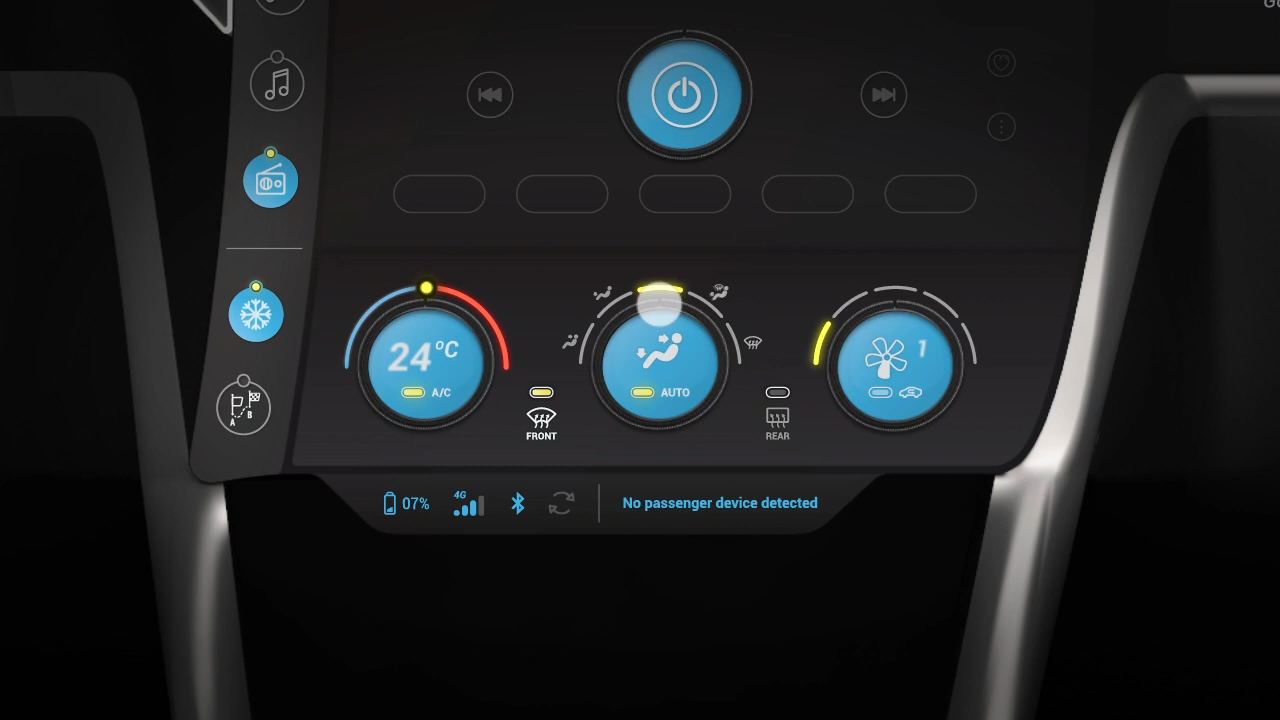 24°C
1
A/C
AUTO
FRONT
REAR
A
B
07%
4G
No passenger device detected